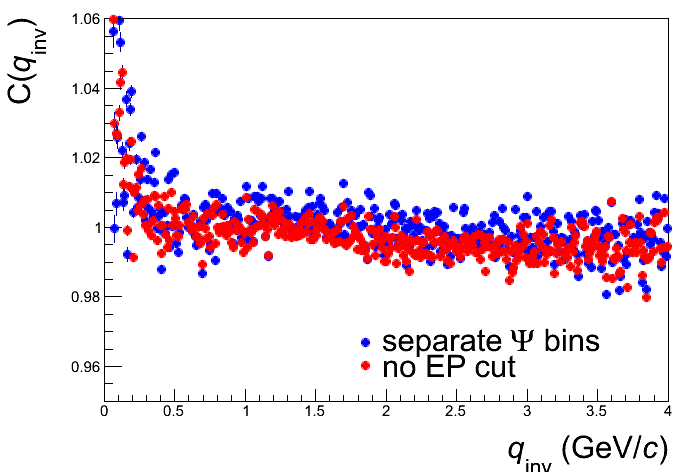 C(q_inv)
1.06
1.04
1.02
1
0.98
0.96
separate Ψ bins
no EP cut
0 0.5 1 1.5 2 2.5 3 3.5 4
q_inv (GeV/c)